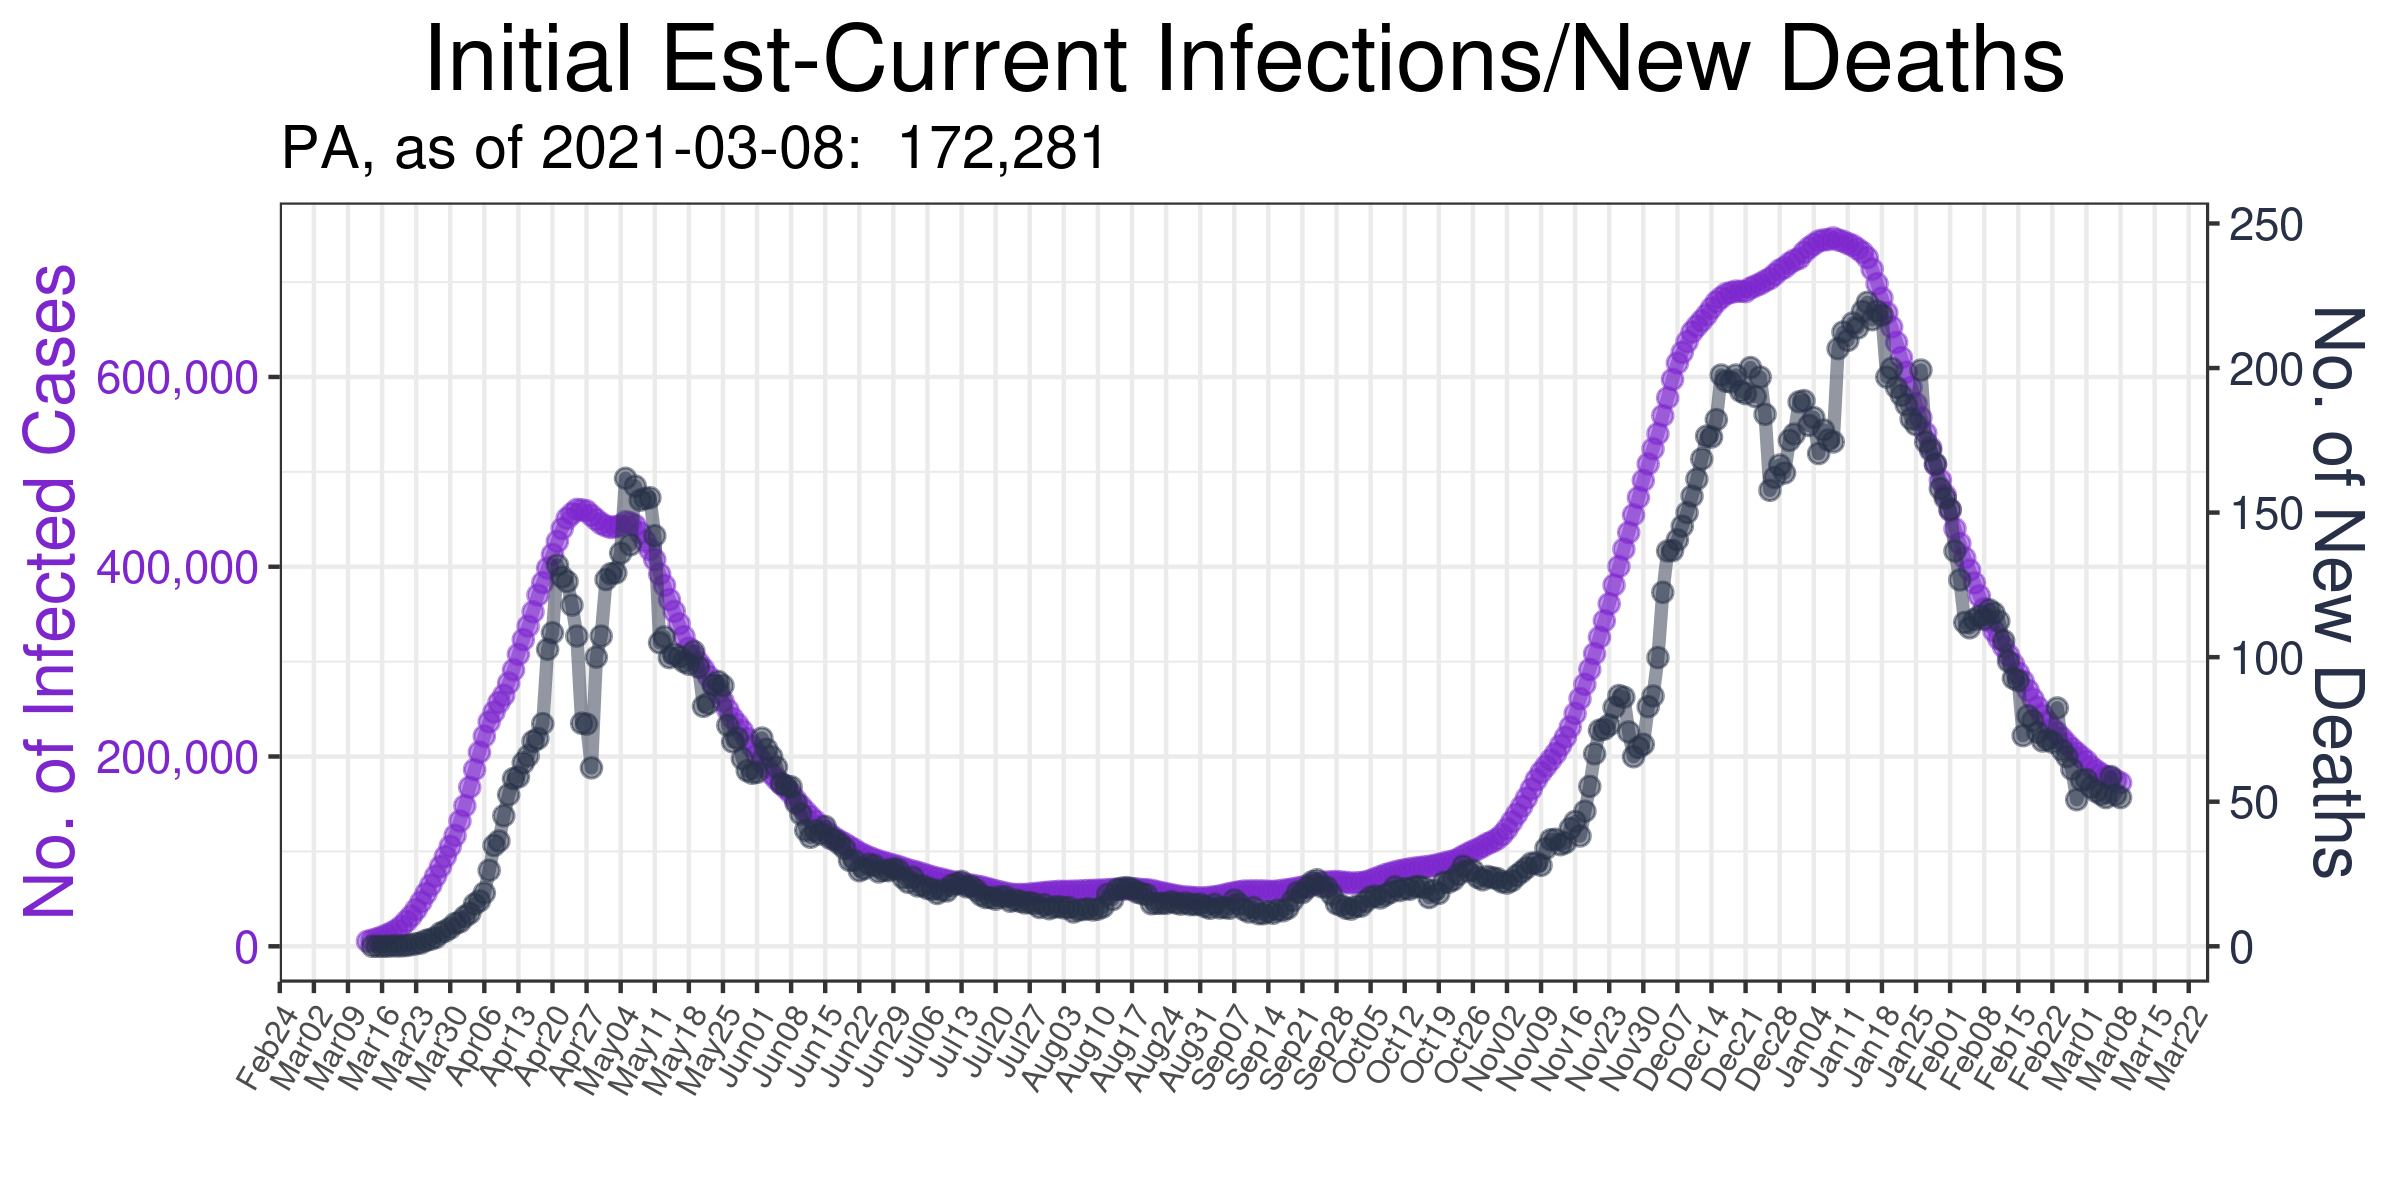 Initial Est-Current Infections/New Deaths
PA, as of 2021-03-08:  172,281
No. of Infected Cases
600,000
400,000
200,000
0
250
200
150
100
50
0
No. of New Deaths
Feb24
Mar02
Mar09
Mar16
Mar23
Mar30
Apr06
Apr13
Apr20
Apr27
May04
May11
May18
May25
Jun01
Jun08
Jun15
Jun22
Jun29
Jul06
Jul13
Jul20
Jul27
Aug03
Aug10
Aug17
Aug24
Aug31
Sep07
Sep14
Sep21
Sep28
Oct05
Oct12
Oct19
Oct26
Nov02
Nov09
Nov16
Nov23
Nov30
Dec07
Dec14
Dec21
Dec28
Jan04
Jan11
Jan18
Jan25
Feb01
Feb08
Feb15
Feb22
Mar01
Mar08
Mar15
Mar22